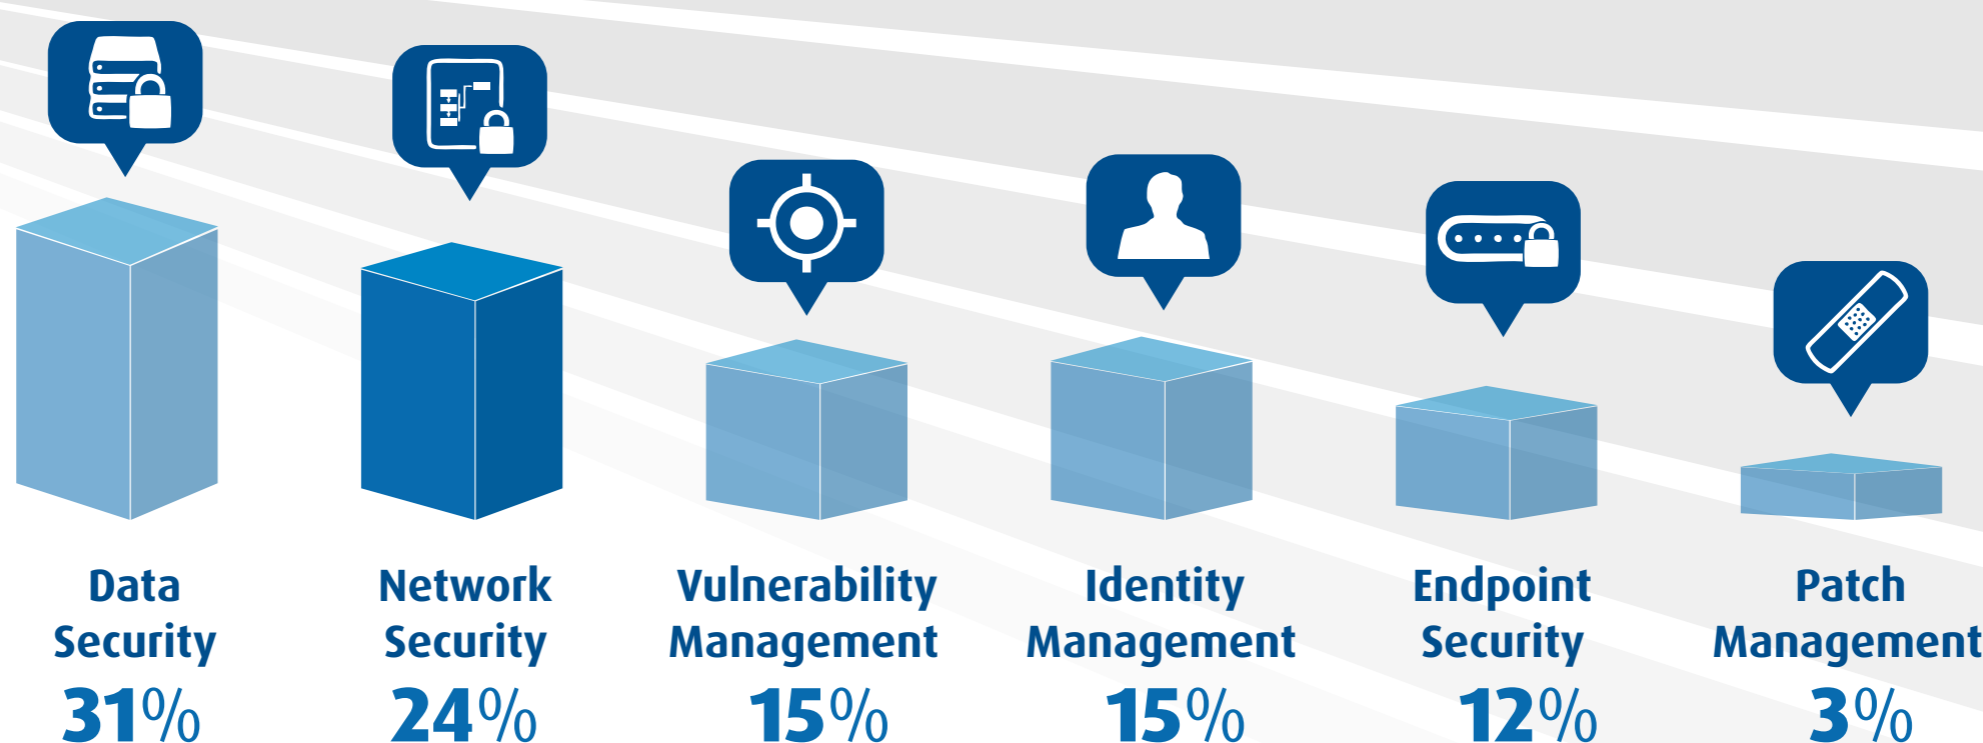 Data
Security
31%
Network
Security
24%
Vulnerability
Management
15%
Identity
Management
15%
Endpoint
Security
12%
Patch
Management
3%